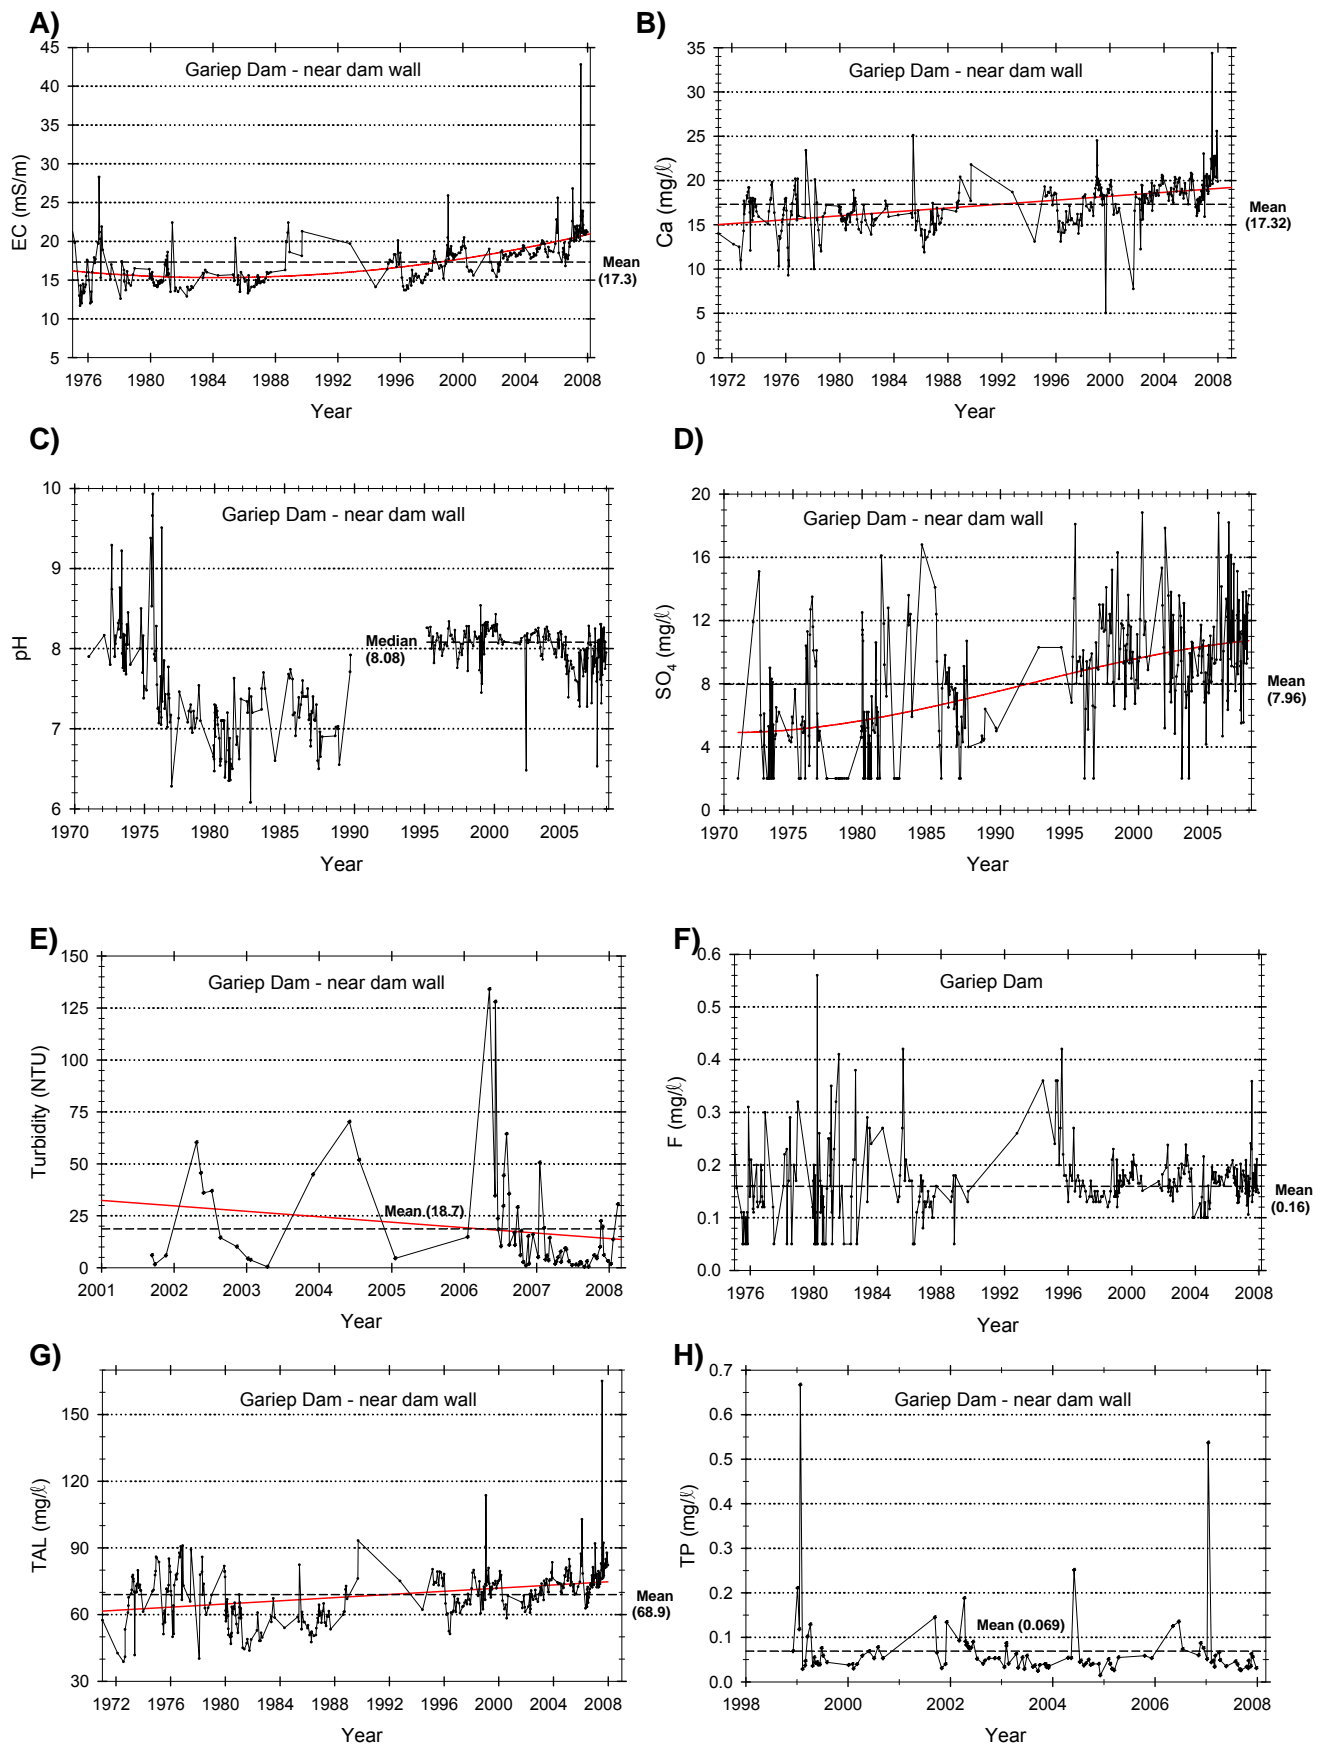 A)
45
40
35
30
25
20
15
10
5
EC (mS/m)
Gariep Dam - near dam wall
Mean
(17.3)
1976 1980 1984 1988 1992 1996 2000 2004 2008
Year
B)
35
30
25
20
15
10
5
0
Ca (mg/ℓ)
Gariep Dam - near dam wall
Mean
(17.32)
1972 1976 1980 1984 1988 1992 1996 2000 2004 2008
Year
C)
10
9
8
7
6
pH
Gariep Dam - near dam wall
Median
(8.08)
1970 1975 1980 1985 1990 1995 2000 2005
Year
D)
20
16
12
8
4
0
SO4 (mg/ℓ)
Gariep Dam - near dam wall
Mean
(7.96)
1970 1975 1980 1985 1990 1995 2000 2005
Year
E)
150
125
100
75
50
25
0
Turbidity (NTU)
Gariep Dam - near dam wall
Mean (18.7)
2001 2002 2003 2004 2005 2006 2007 2008
Year
F)
0.6
0.5
0.4
0.3
0.2
0.1
0.0
F (mg/ℓ)
Gariep Dam
Mean
(0.16)
1976 1980 1984 1988 1992 1996 2000 2004 2008
Year
G)
150
120
90
60
30
TAL (mg/ℓ)
Gariep Dam - near dam wall
Mean
(68.9)
1972 1976 1980 1984 1988 1992 1996 2000 2004 2008
Year
H)
0.7
0.6
0.5
0.4
0.3
0.2
0.1
0.0
TP (mg/ℓ)
Gariep Dam - near dam wall
Mean (0.069)
1998 2000 2002 2004 2006 2008
Year